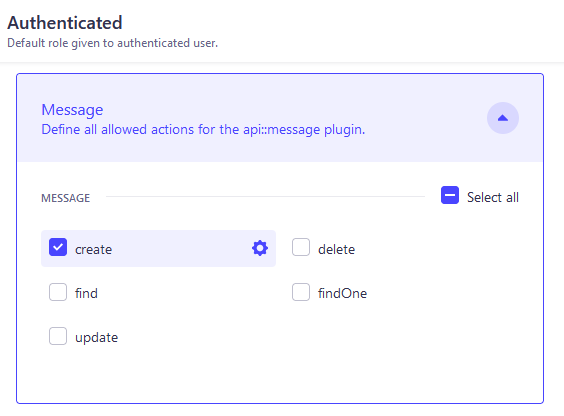 Authenticated
Default role given to authenticated user.
Message
Define all allowed actions for the api::message plugin.
MESSAGE
Select all
create
delete
find
findOne
update